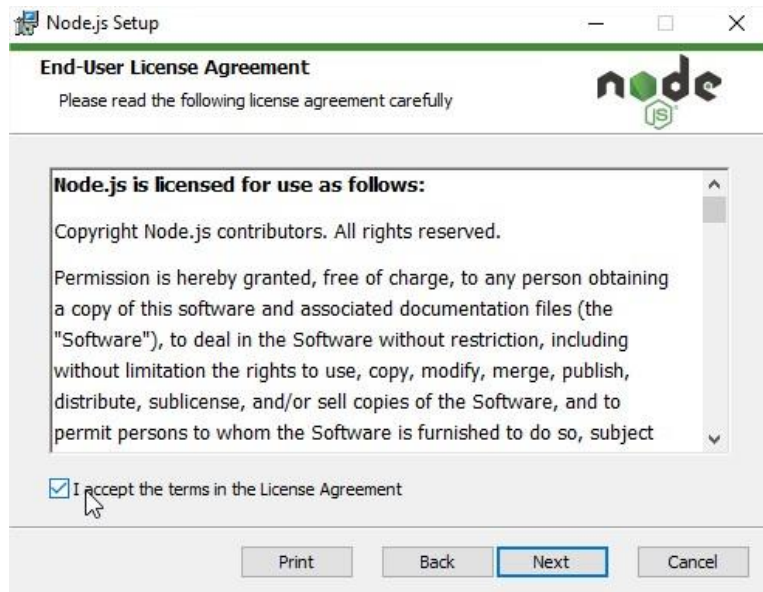 Node.js Setup
End-User License Agreement
Please read the following license agreement carefully
node
JS
Node.js is licensed for use as follows:
Copyright Node.js contributors. All rights reserved.
Permission is hereby granted, free of charge, to any person obtaining
a copy of this software and associated documentation files (the
"Software"), to deal in the Software without restriction, including
without limitation the rights to use, copy, modify, merge, publish,
distribute, sublicense, and/or sell copies of the Software, and to
permit persons to whom the Software is furnished to do so, subject
I accept the terms in the License Agreement
Print Back Next Cancel